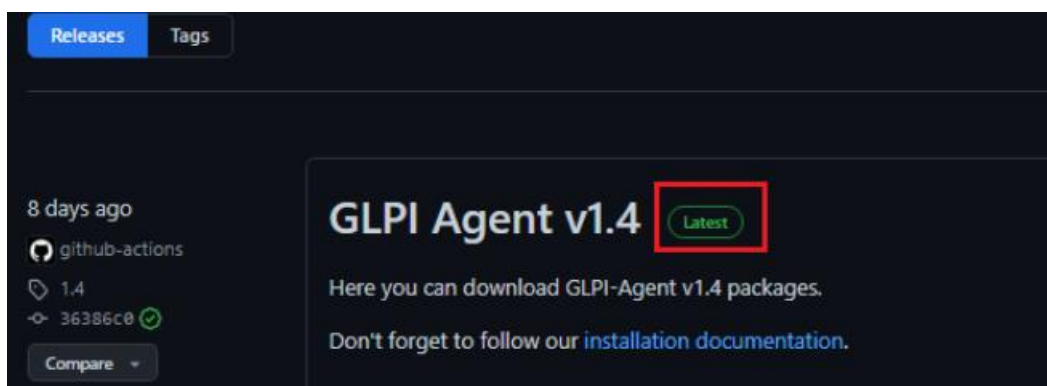 Releases Tags
8 days ago
github-actions
1.4
36386c0
Compare
GLPI Agent v1.4 Latest
Here you can download GLPI-Agent v1.4 packages.
Don't forget to follow our installation documentation.